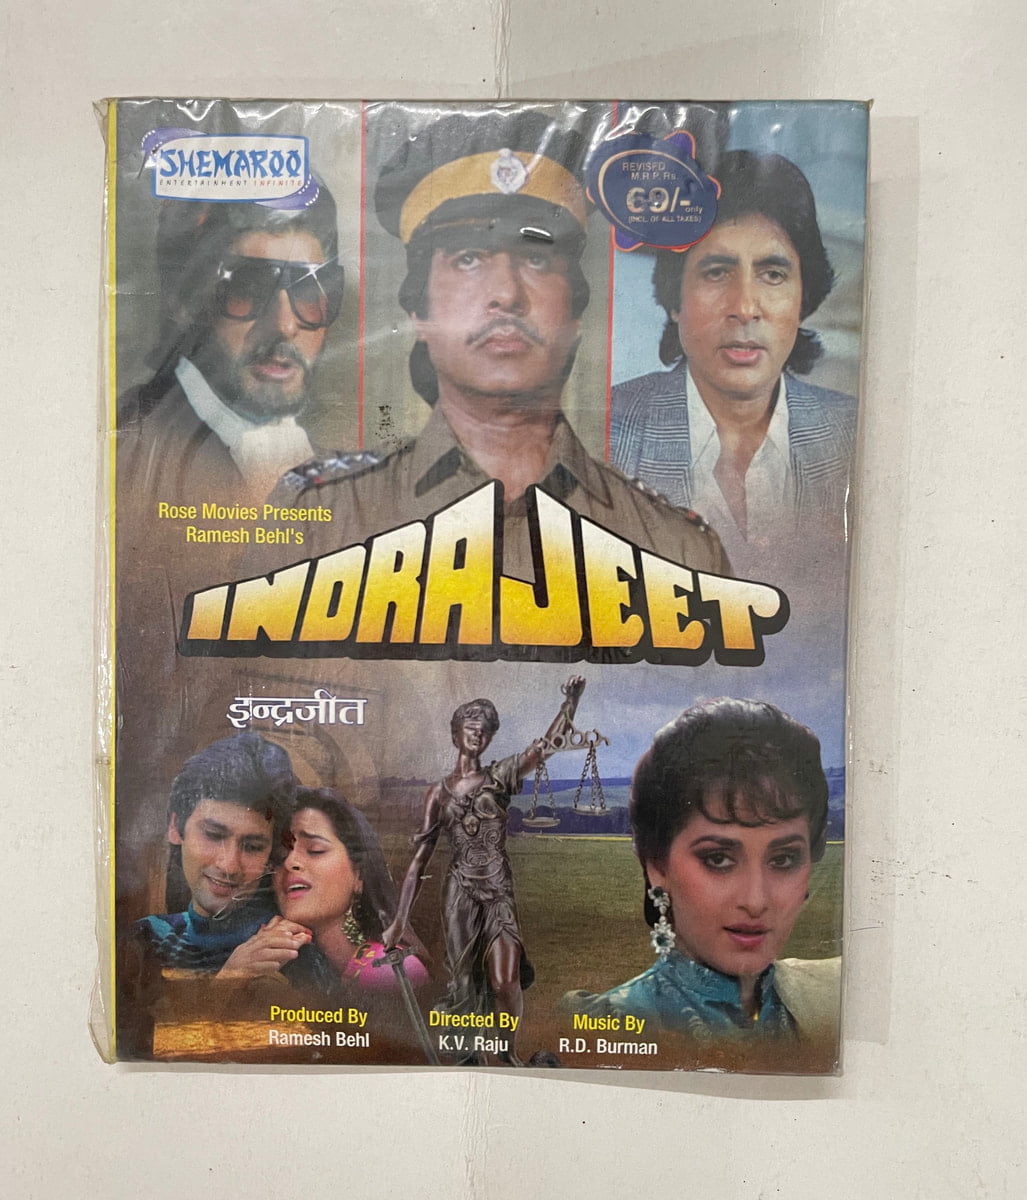 SHEMAROO
ENTERTAINMENT INFINITE
REVISED
M.R.P. Rs.
69/- only
(INCL. OF ALL TAXES)
Rose Movies Presents
Ramesh Behl's
INDRAJEET
इन्द्रजीत
Produced By
Ramesh Behl
Directed By
K.V. Raju
Music By
R.D. Burman